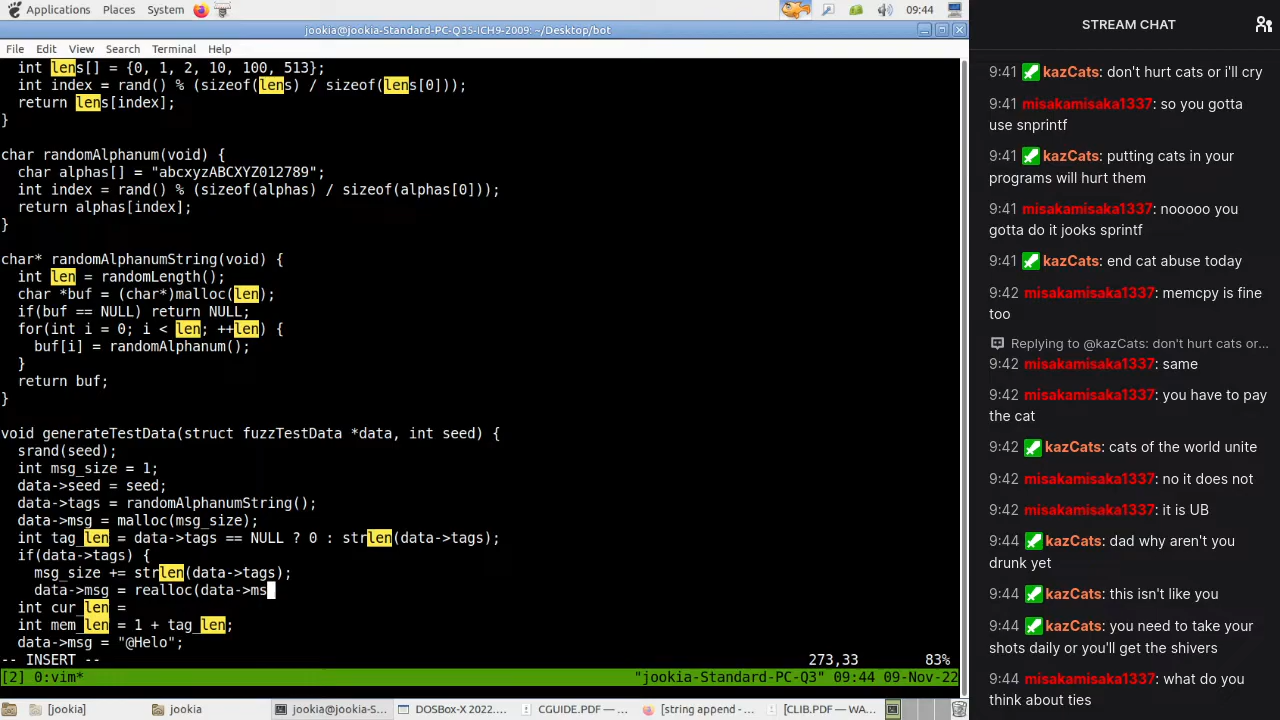 Applications Places System 09:44
jookia@jookia-Standard-PC-Q35-ICH9-2009: ~/Desktop/bot
File Edit View Search Terminal Help
int lens[] = {0, 1, 2, 10, 100, 513};
int index = rand() % (sizeof(lens) / sizeof(lens[0]));
return lens[index];
}
char randomAlphanum(void) {
char alphas[] = "abcxyzABCXYZ012789";
int index = rand() % (sizeof(alphas) / sizeof(alphas[0]));
return alphas[index];
}
char* randomAlphanumString(void) {
int len = randomLength();
char *buf = (char*)malloc(len);
if(buf == NULL) return NULL;
for(int i = 0; i < len; ++len) {
buf[i] = randomAlphanum();
}
return buf;
}
void generateTestData(struct fuzzTestData *data, int seed) {
srand(seed);
int msg_size = 1;
data->seed = seed;
data->tags = randomAlphanumString();
data->msg = malloc(msg_size);
int tag_len = data->tags == NULL ? 0 : strlen(data->tags);
if(data->tags) {
msg_size += strlen(data->tags);
data->msg = realloc(data->ms
int cur_len =
int mem_len = 1 + tag_len;
data->msg = "@Helo";
-- INSERT -- 273,33 83%
[2] 0:vim* "jookia-Standard-PC-Q3" 09:44 09-Nov-22
[jookia] jookia jookia@jookia-S... DOSBox-X 2022.... CGUIDE.PDF —... [string append -... [CLIB.PDF — WA...
STREAM CHAT
9:41 kazCats: don't hurt cats or i'll cry
9:41 misakamisaka1337: so you gotta
use snprintf
9:41 kazCats: putting cats in your
programs will hurt them
9:41 misakamisaka1337: nooooo you
gotta do it jooks sprintf
9:41 kazCats: end cat abuse today
9:42 misakamisaka1337: memcpy is fine
too
Replying to @kazCats: don't hurt cats or...
9:42 misakamisaka1337: same
9:42 misakamisaka1337: you have to pay
the cat
9:42 kazCats: cats of the world unite
9:42 misakamisaka1337: no it does not
9:42 misakamisaka1337: it is UB
9:44 kazCats: dad why aren't you
drunk yet
9:44 kazCats: this isn't like you
9:44 kazCats: you need to take your
shots daily or you'll get the shivers
9:44 misakamisaka1337: what do you
think about ties